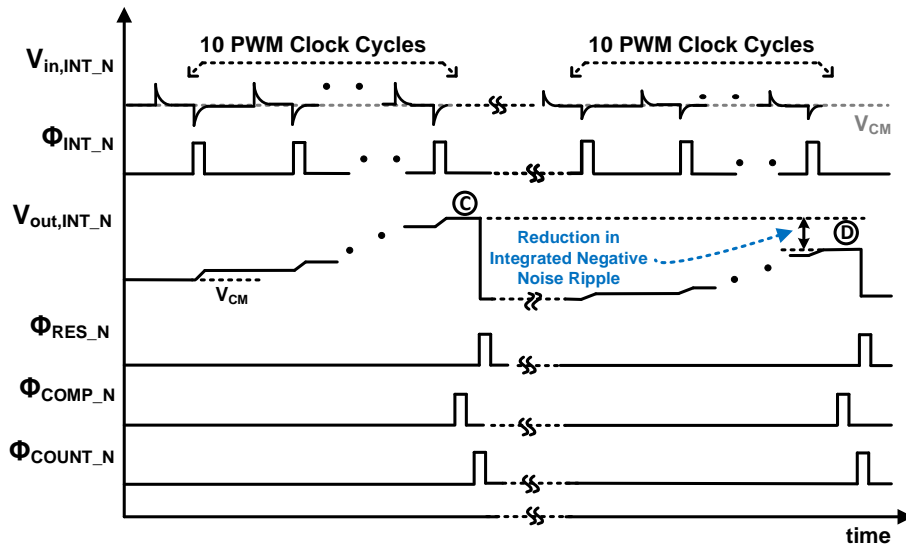 10 PWM Clock Cycles
10 PWM Clock Cycles
Vin,INT_N
VCM
ΦINT_N
Vout,INT_N
C
D
Reduction in
Integrated Negative
Noise Ripple
VCM
ΦRES_N
ΦCOMP_N
ΦCOUNT_N
time